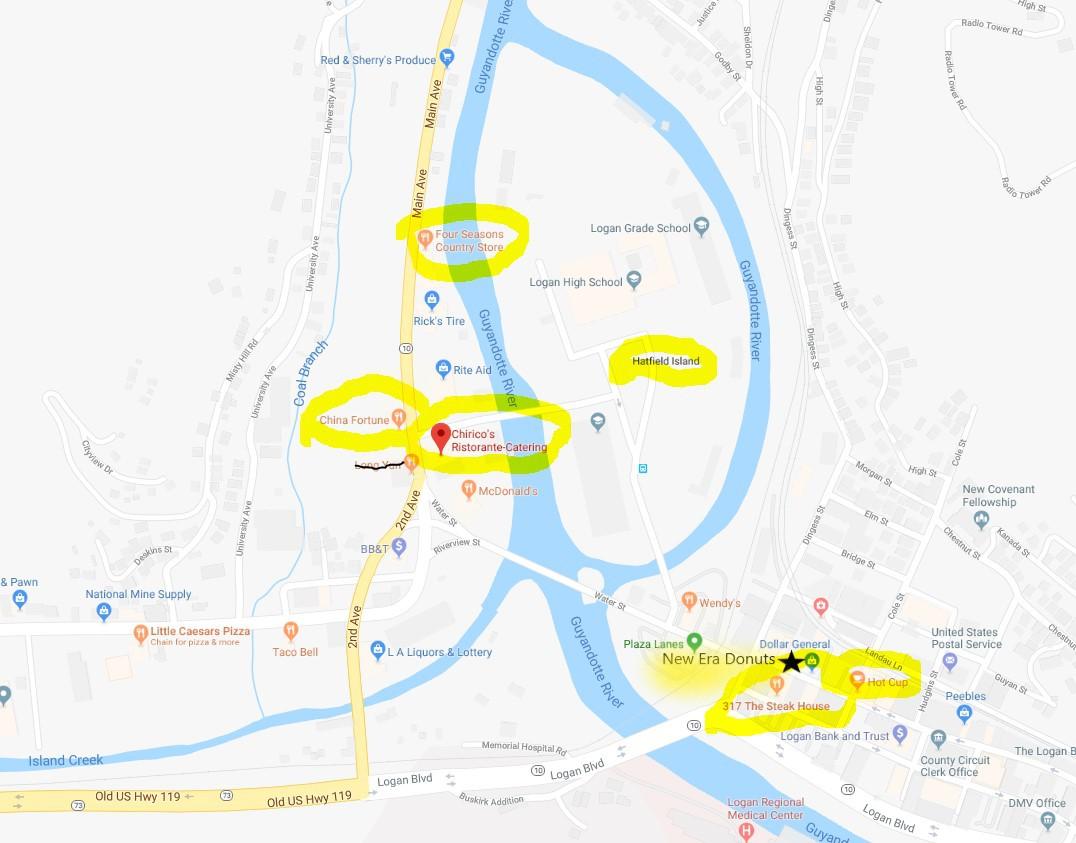 Guyandotte River
Justice
Sheldon Dr
Ding
High St
High St
Radio Tower Rd
Radio Tower Rd
Godby St
Red & Sherry's Produce
Main Ave
University Ave
High St
Radio Tower Rd
Main Ave
Four Seasons
Country Store
Logan Grade School
Dingess St
University Ave
Logan High School
Guyandotte River
High St
Rick's Tire
Guyandotte River
Dingess St
Misty Hill Rd
Coal Branch
10
Hatfield Island
Rite Aid
University Ave
China Fortune
Chirico's
Ristorante-Catering
Cityview Dr
Long Yun
McDonald's
Cole St
Morgan St
High St
New Covenant
Fellowship
2nd Ave
Water St
University Ave
Elm St
Dingess St
Chestnut St
Kanata St
Deskins St
BB&T
Riverview St
Bridge St
& Pawn
National Mine Supply
Water St
Wendy's
Cole St
Little Caesars Pizza
Chain for pizza & more
Taco Bell
2nd Ave
L A Liquors & Lottery
Guyandotte River
Plaza Lanes
Dollar General
New Era Donuts
Landau Ln
United States
Postal Service
Hot Cup
Hudgins St
Guyan St
317 The Steak House
Peebles
10
Logan Bank and Trust
Island Creek
Memorial Hospital Rd
County Circuit
Clerk Office
The Logan B
10
Logan Blvd
Logan Blvd
73
Old US Hwy 119
73
Old US Hwy 119
Buskirk Addition
10
Logan Blvd
Logan Regional
Medical Center
DMV Office
Guyand